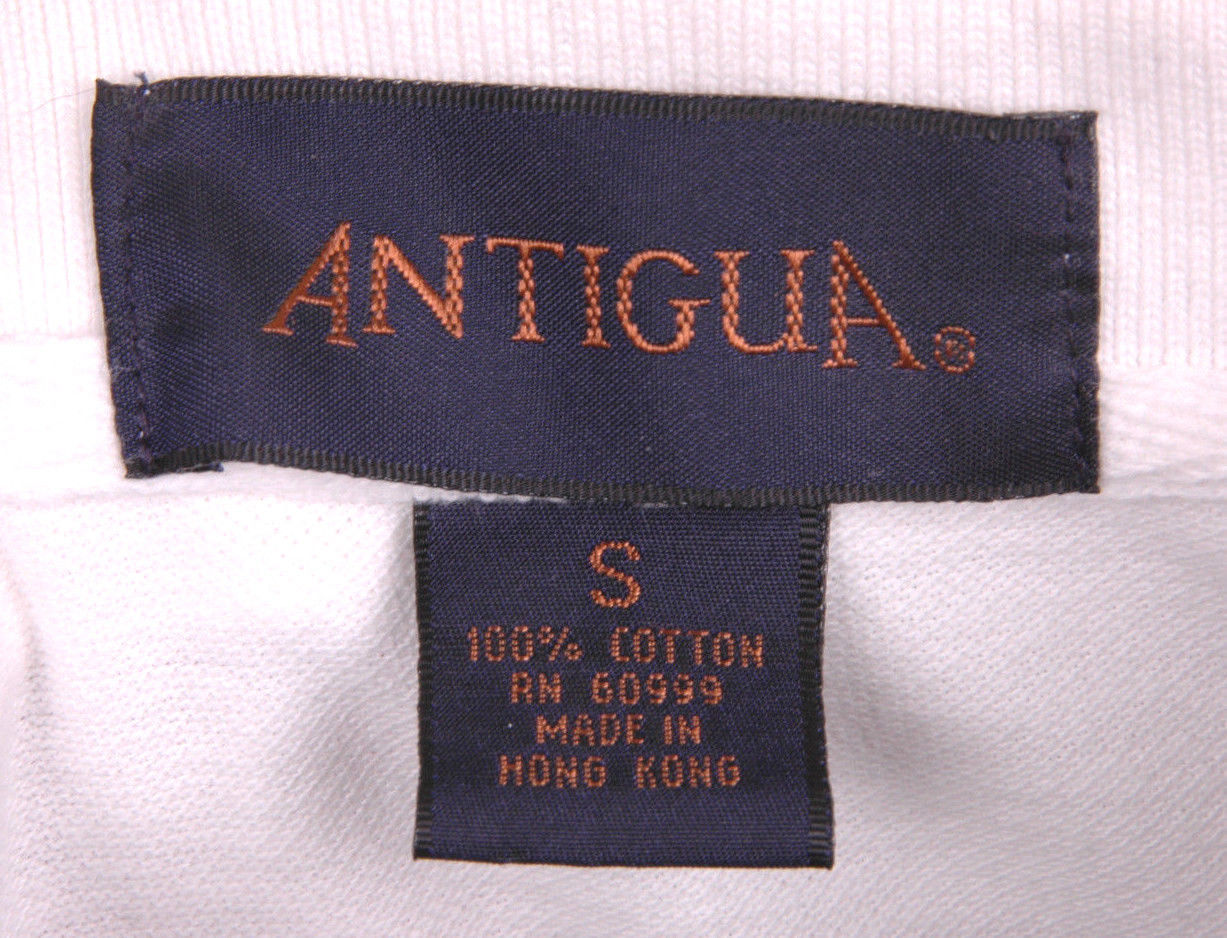 ANTIGUA®
S
100% COTTON
RN 60999
MADE IN
HONG KONG